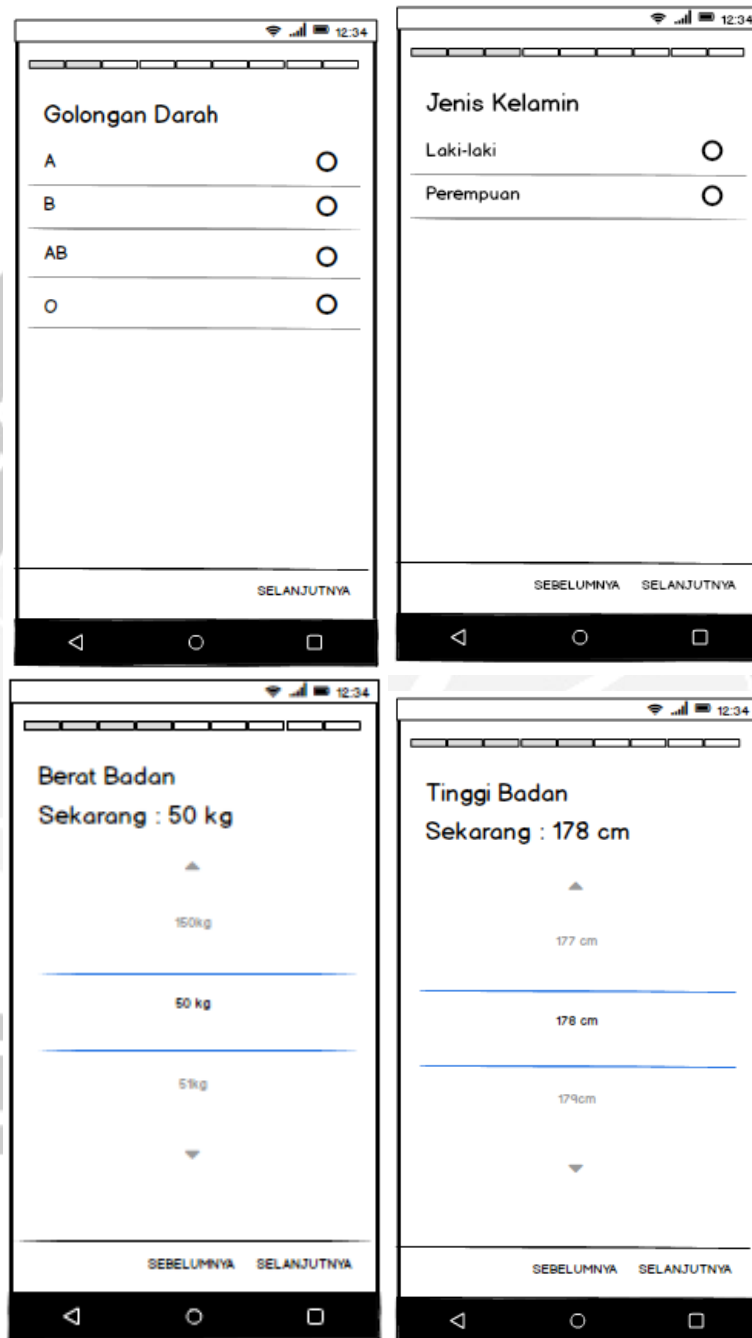 12:34
Golongan Darah
A
B
AB
O
SELANJUTNYA
12:34
Jenis Kelamin
Laki-laki
Perempuan
SEBELUMNYA SELANJUTNYA
12:34
Berat Badan
Sekarang : 50 kg
150kg
50 kg
51kg
SEBELUMNYA SELANJUTNYA
12:34
Tinggi Badan
Sekarang : 178 cm
177 cm
178 cm
179cm
SEBELUMNYA SELANJUTNYA